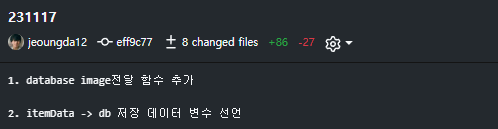 231117
jeoungda12 eff9c77 8 changed files +86 -27
1. database image전달 함수 추가
2. itemData -> db 저장 데이터 변수 선언